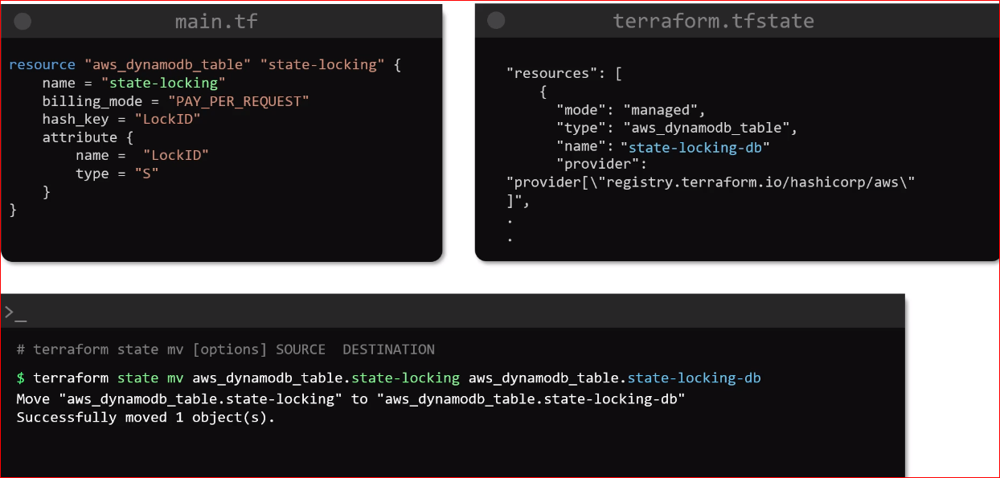 main.tf
resource "aws_dynamodb_table" "state-locking" {
    name = "state-locking"
    billing_mode = "PAY_PER_REQUEST"
    hash_key = "LockID"
    attribute {
        name =  "LockID"
        type = "S"
    }
}
terraform.tfstate
"resources": [
    {
      "mode": "managed",
      "type": "aws_dynamodb_table",
      "name": "state-locking-db"
      "provider":
"provider[\"registry.terraform.io/hashicorp/aws\"
]",
.
.
>_
# terraform state mv [options] SOURCE  DESTINATION
$ terraform state mv aws_dynamodb_table.state-locking aws_dynamodb_table.state-locking-db
Move "aws_dynamodb_table.state-locking" to "aws_dynamodb_table.state-locking-db"
Successfully moved 1 object(s).